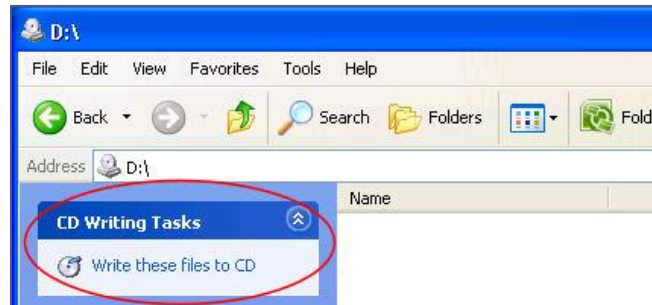 D:\
File Edit View Favorites Tools Help
Back Search Folders Fold
Address D:\
Name
CD Writing Tasks
Write these files to CD